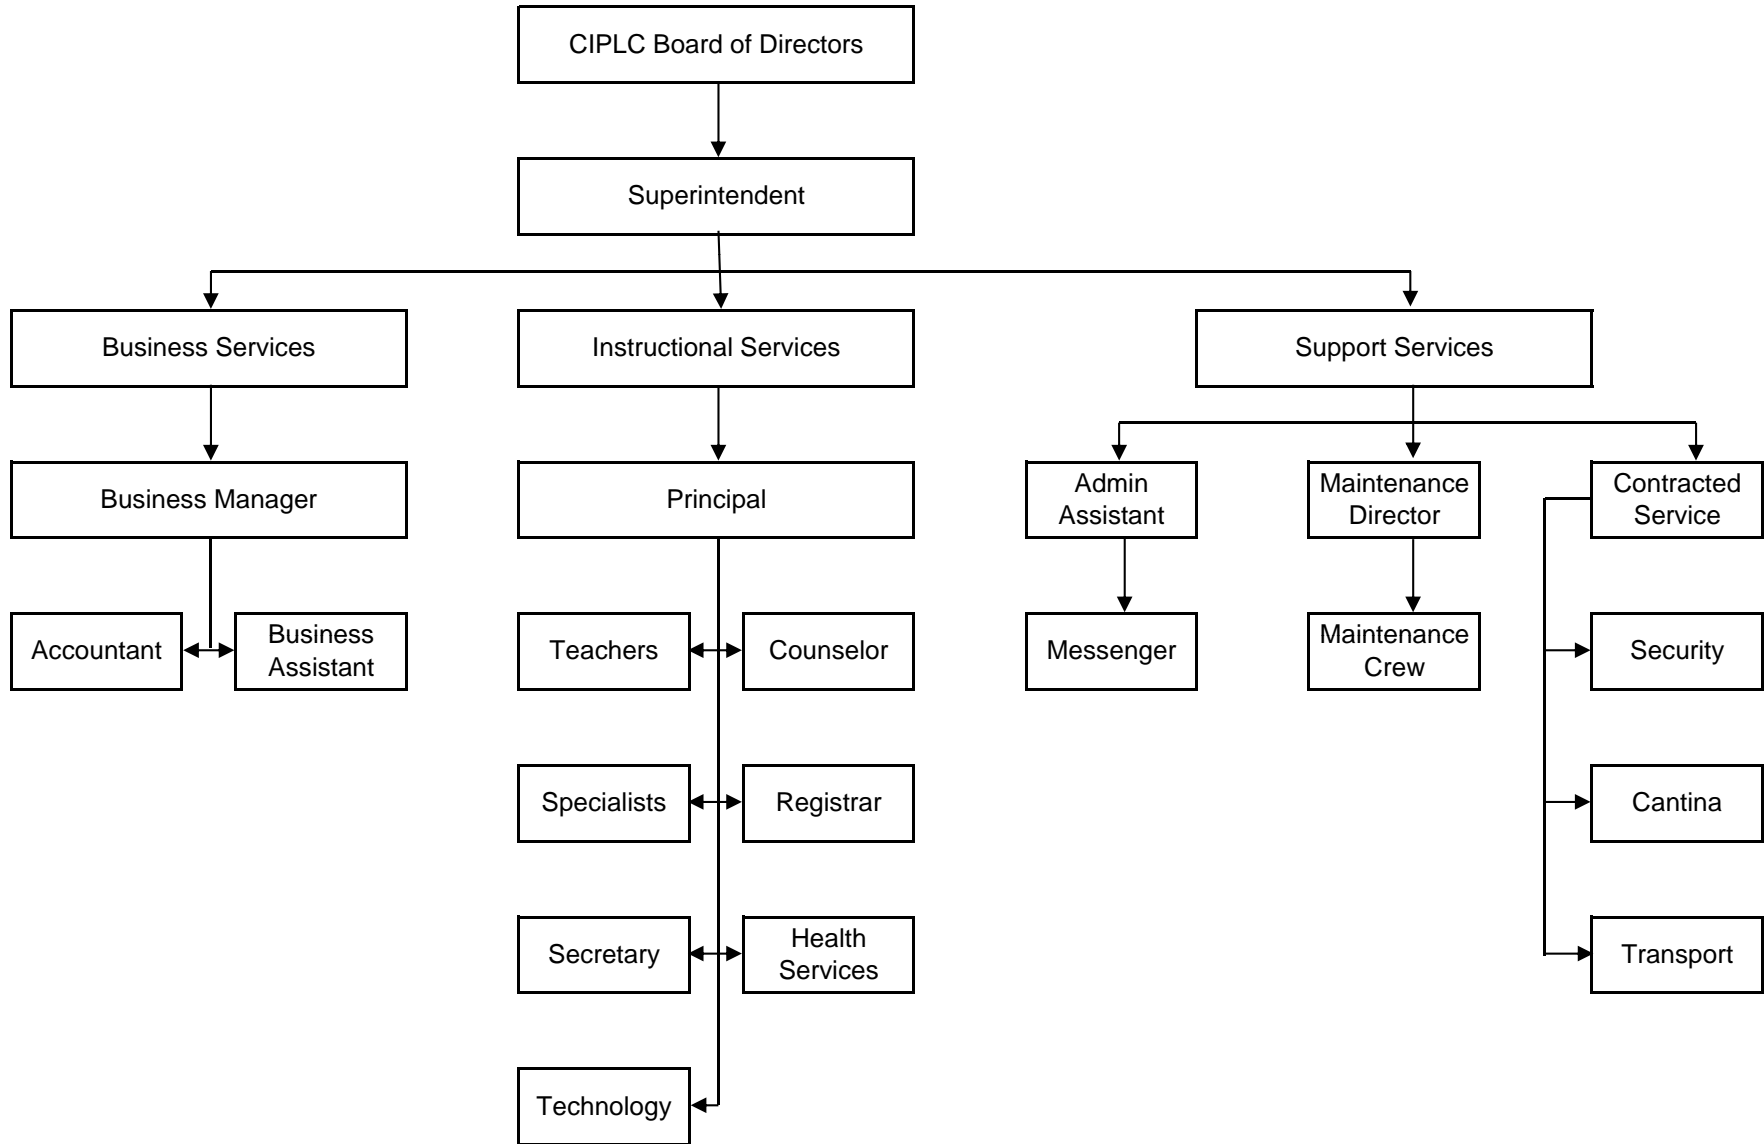 CIPLC Board of Directors
Superintendent
Business Services
Instructional Services
Support Services
Business Manager
Principal
Admin
Assistant
Maintenance
Director
Contracted
Service
Accountant
Business
Assistant
Teachers
Counselor
Messenger
Maintenance
Crew
Security
Specialists
Registrar
Cantina
Secretary
Health
Services
Transport
Technology